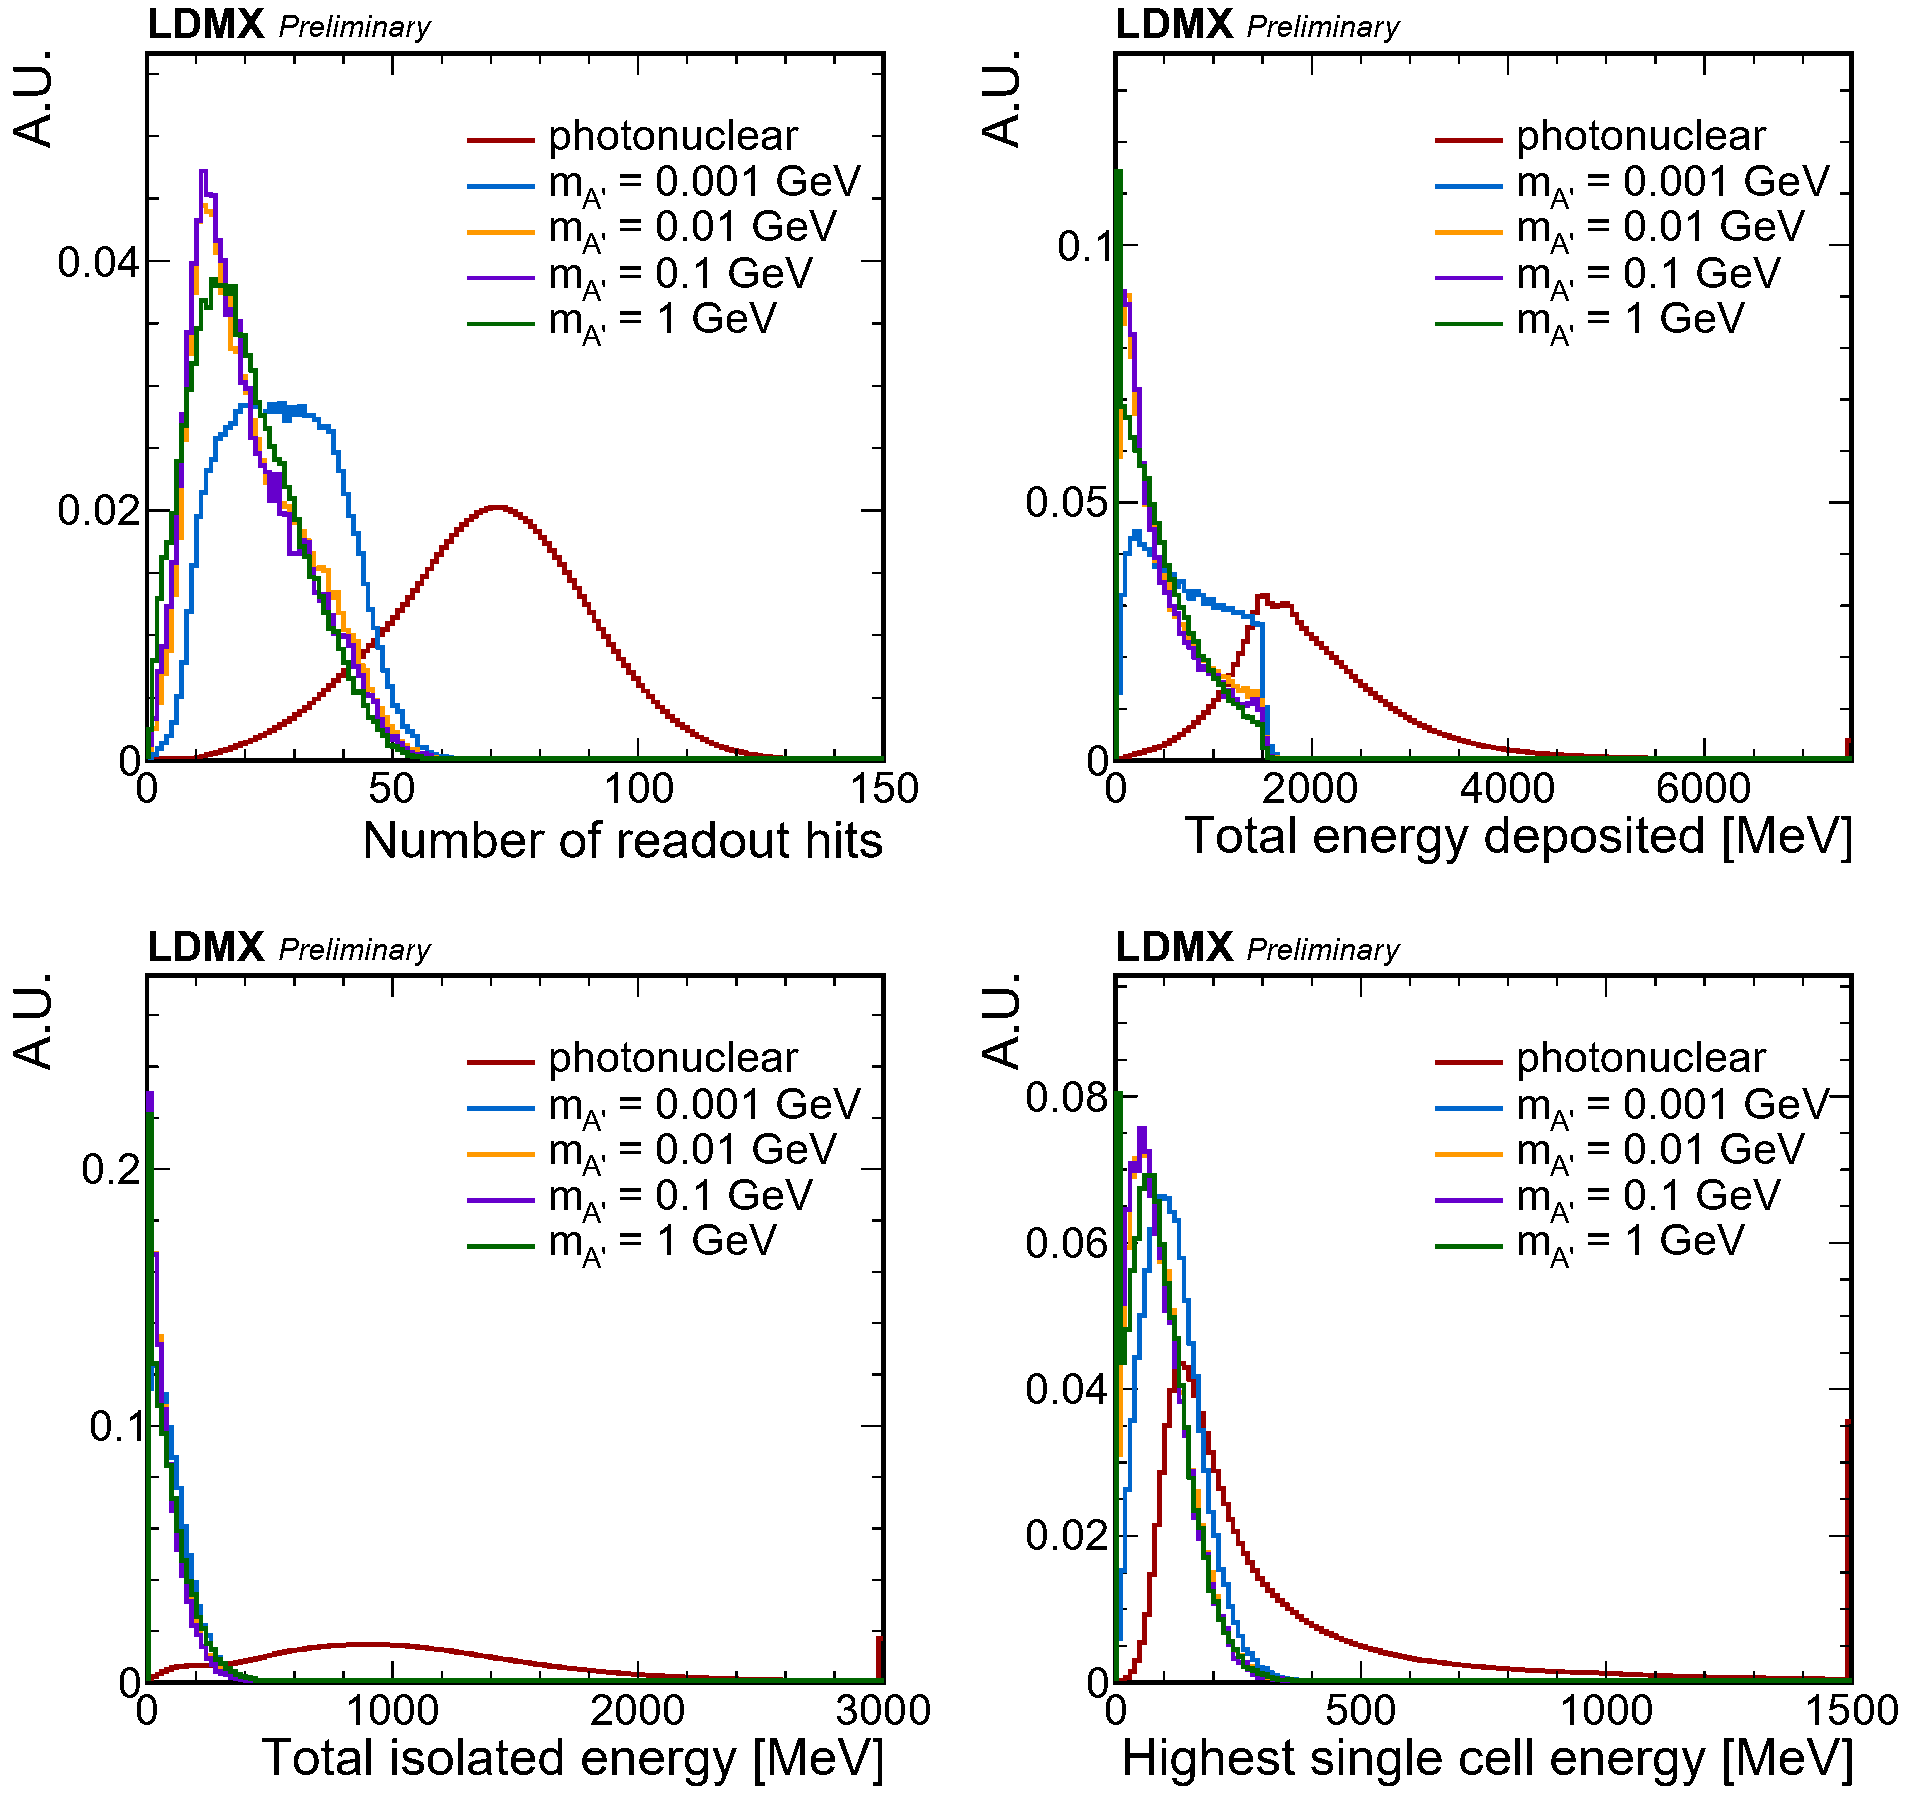 LDMX Preliminary
A.U.
photonuclear
mA' = 0.001 GeV
mA' = 0.01 GeV
mA' = 0.1 GeV
mA' = 1 GeV
0.04
0.02
0
0 50 100 150
Number of readout hits
LDMX Preliminary
A.U.
photonuclear
mA' = 0.001 GeV
mA' = 0.01 GeV
mA' = 0.1 GeV
mA' = 1 GeV
0.1
0.05
0
0 2000 4000 6000
Total energy deposited [MeV]
LDMX Preliminary
A.U.
photonuclear
mA' = 0.001 GeV
mA' = 0.01 GeV
mA' = 0.1 GeV
mA' = 1 GeV
0.2
0.1
0
0 1000 2000 3000
Total isolated energy [MeV]
LDMX Preliminary
A.U.
photonuclear
mA' = 0.001 GeV
mA' = 0.01 GeV
mA' = 0.1 GeV
mA' = 1 GeV
0.08
0.06
0.04
0.02
0
0 500 1000 1500
Highest single cell energy [MeV]